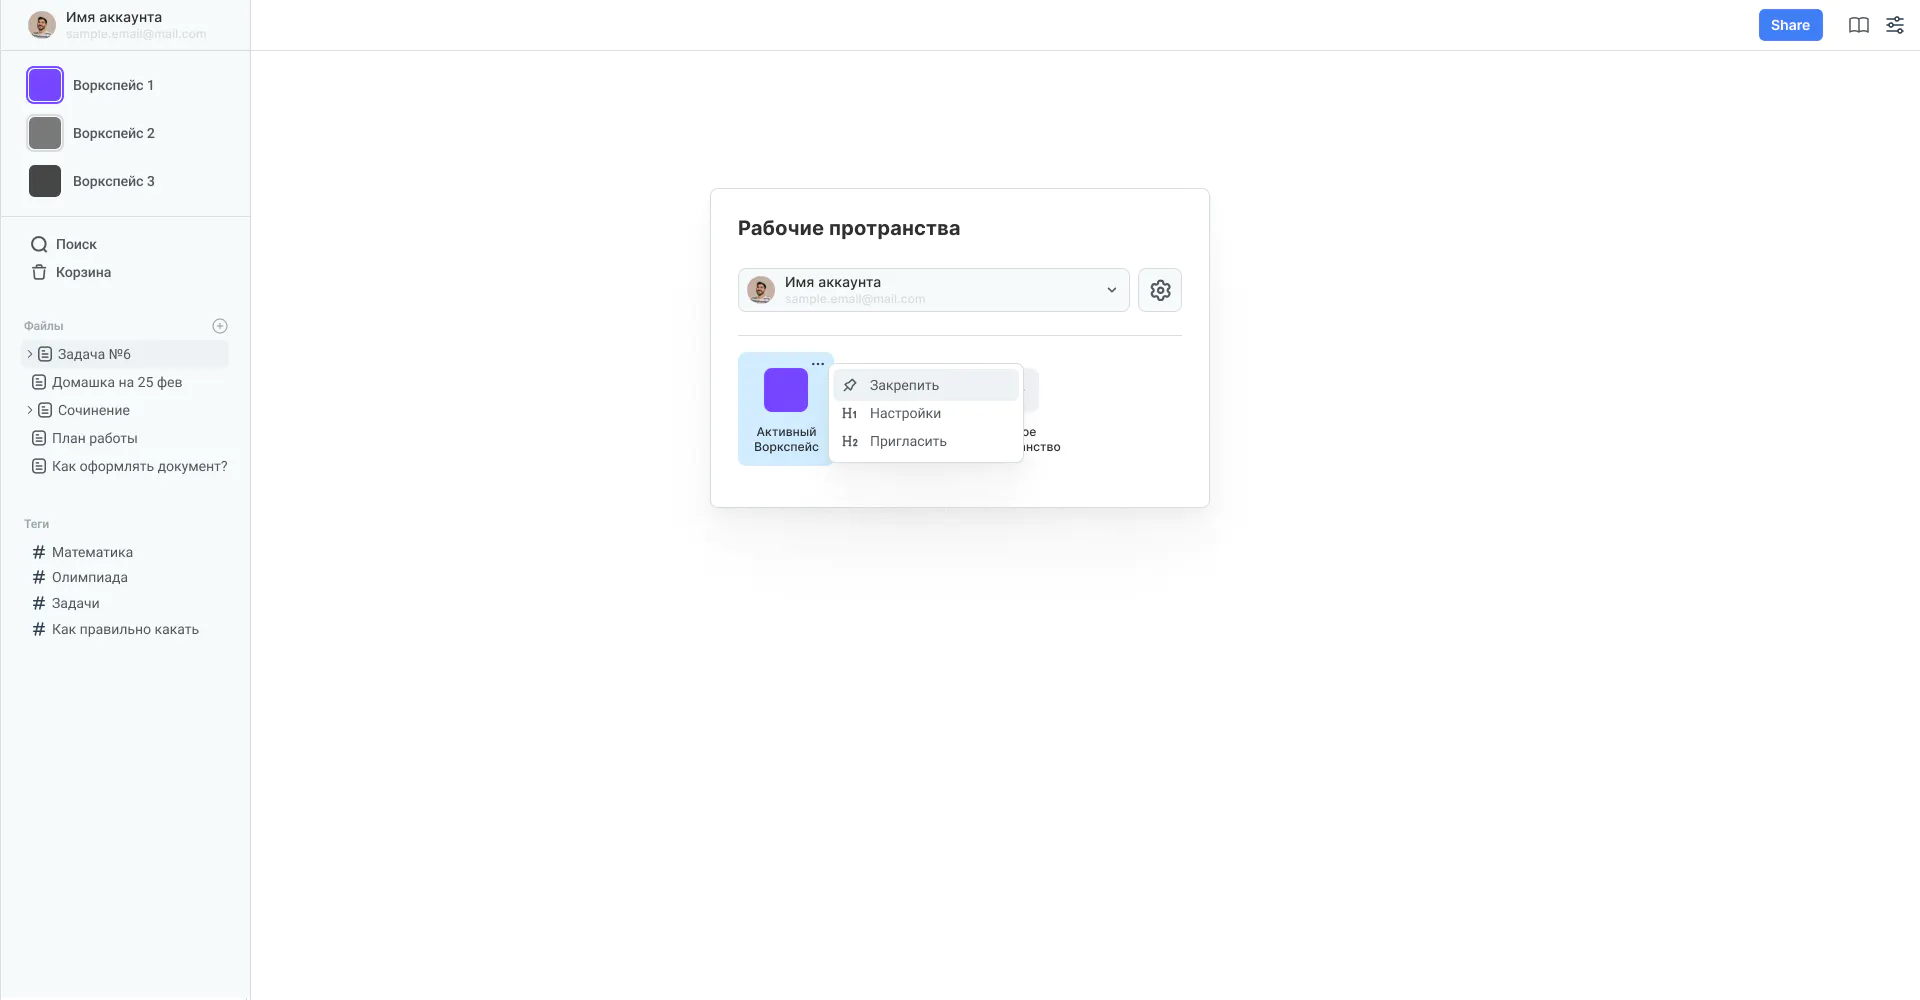 Имя аккаунта
sample.email@mail.com
Share
Воркспейс 1
Воркспейс 2
Воркспейс 3
Поиск
Корзина
Файлы
Задача №6
Домашка на 25 фев
Сочинение
План работы
Как оформлять документ?
Теги
# Математика
# Олимпиада
# Задачи
# Как правильно какать
Рабочие протранства
Имя аккаунта
sample.email@mail.com
Активный
Воркспейс
Закрепить
H1 Настройки
H2 Пригласить
ое
нство